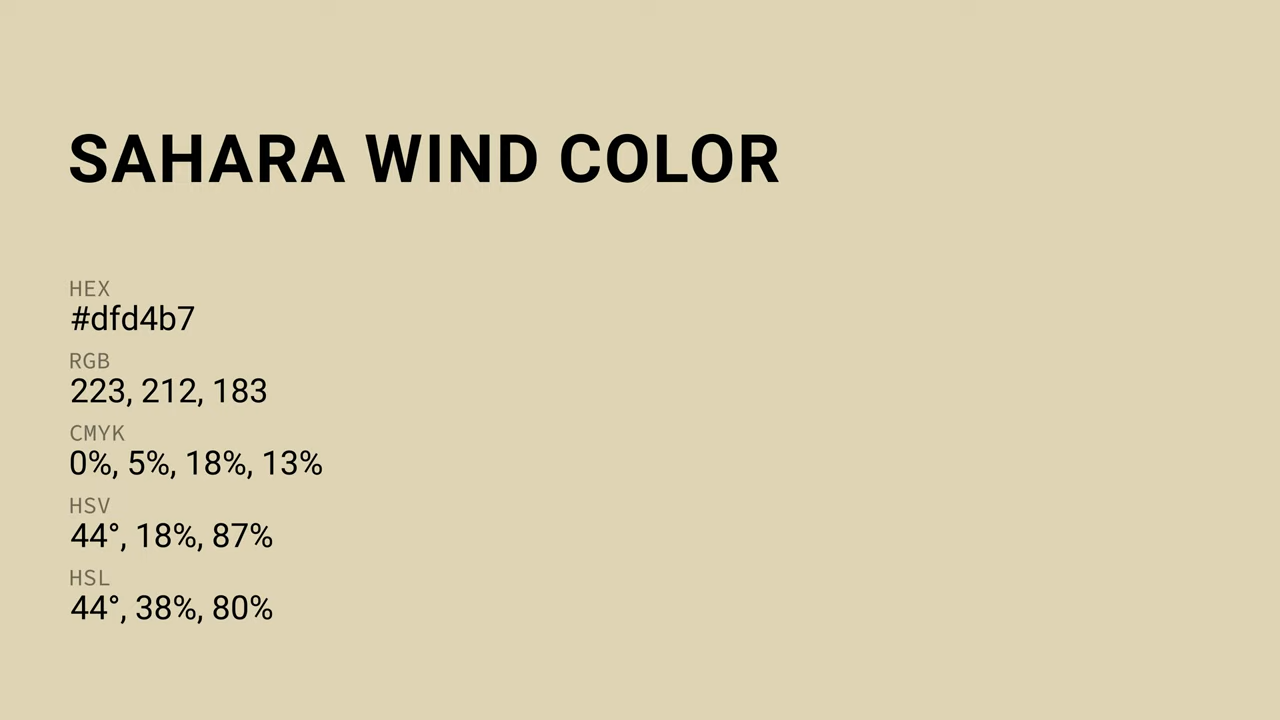 SAHARA WIND COLOR
HEX
#dfd4b7
RGB
223, 212, 183
CMYK
0%, 5%, 18%, 13%
HSV
44°, 18%, 87%
HSL
44°, 38%, 80%